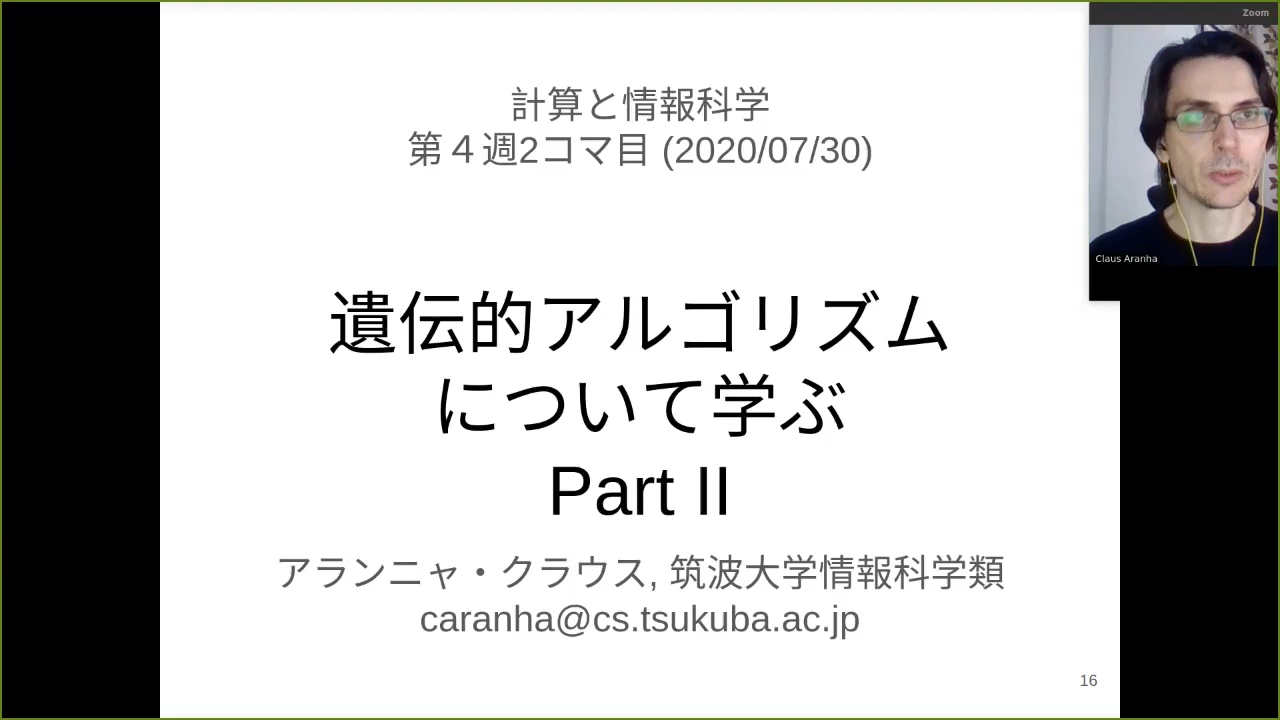 計算と情報科学
第４週2コマ目 (2020/07/30)
遺伝的アルゴリズム
について学ぶ
Part II
アランニャ・クラウス, 筑波大学情報科学類
caranha@cs.tsukuba.ac.jp
16
Zoom
Claus Aranha